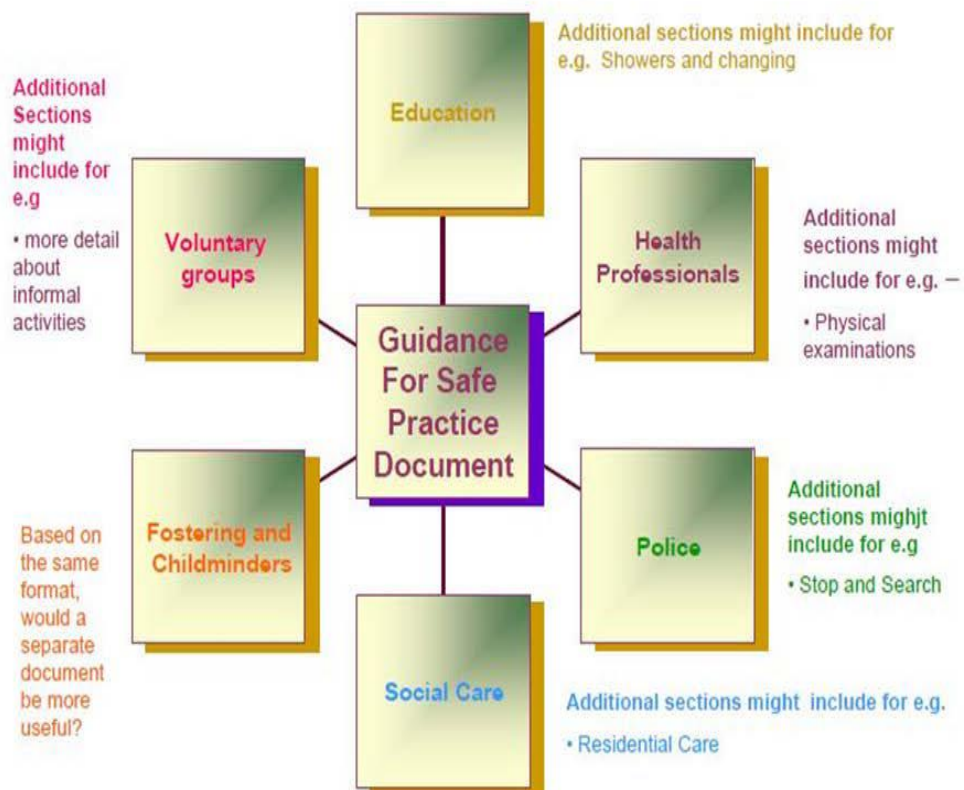 Education
Additional sections might include for
e.g. Showers and changing
Additional
Sections
might
include for
e.g
• more detail
about
informal
activities
Voluntary
groups
Health
Professionals
Additional
sections might
include for e.g. –
• Physical
examinations
Guidance
For Safe
Practice
Document
Based on
the same
format,
would a
separate
document
be more
useful?
Fostering and
Childminders
Police
Additional
sections mighjt
include for e.g
• Stop and Search
Social Care
Additional sections might include for e.g.
• Residential Care